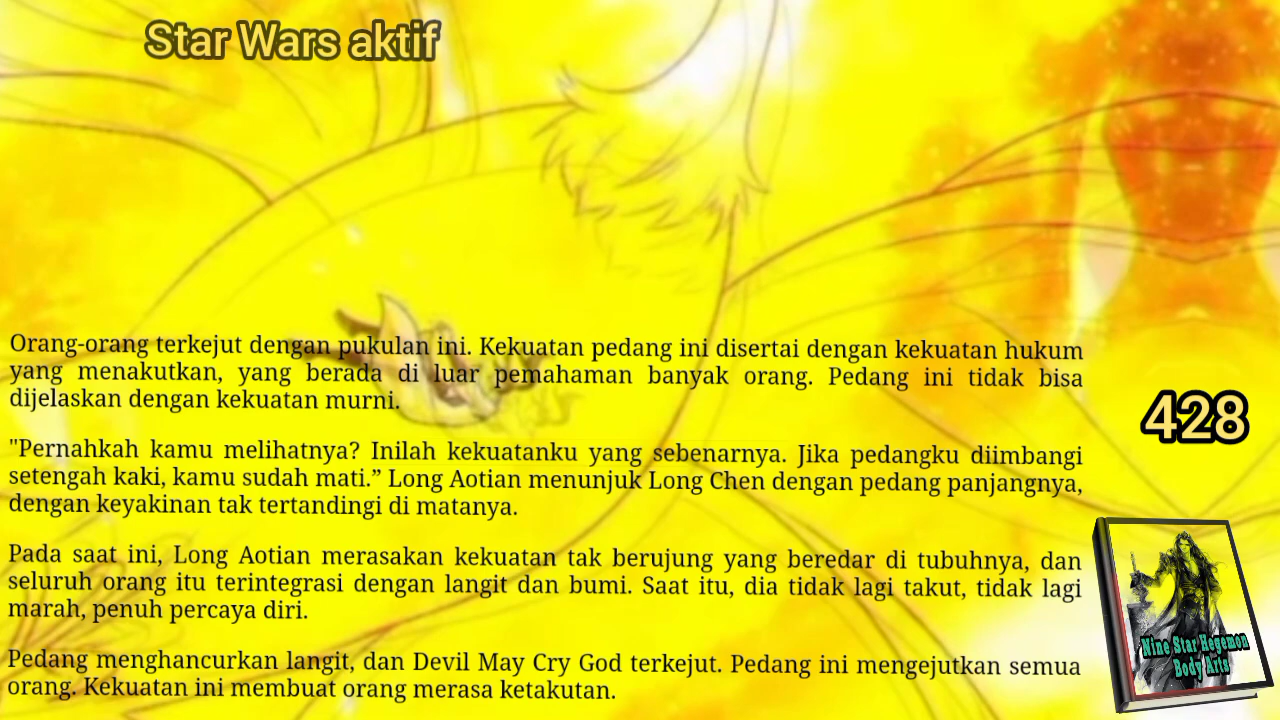 Star Wars aktif
Orang-orang terkejut dengan pukulan ini. Kekuatan pedang ini disertai dengan kekuatan hukum
yang menakutkan, yang berada di luar pemahaman banyak orang. Pedang ini tidak bisa
dijelaskan dengan kekuatan murni.
"Pernahkah kamu melihatnya? Inilah kekuatanku yang sebenarnya. Jika pedangku diimbangi
setengah kaki, kamu sudah mati.” Long Aotian menunjuk Long Chen dengan pedang panjangnya,
dengan keyakinan tak tertandingi di matanya.
Pada saat ini, Long Aotian merasakan kekuatan tak berujung yang beredar di tubuhnya, dan
seluruh orang itu terintegrasi dengan langit dan bumi. Saat itu, dia tidak lagi takut, tidak lagi
marah, penuh percaya diri.
Pedang menghancurkan langit, dan Devil May Cry God terkejut. Pedang ini mengejutkan semua
orang. Kekuatan ini membuat orang merasa ketakutan.
428
Nine Star Hegemon
Body Arts